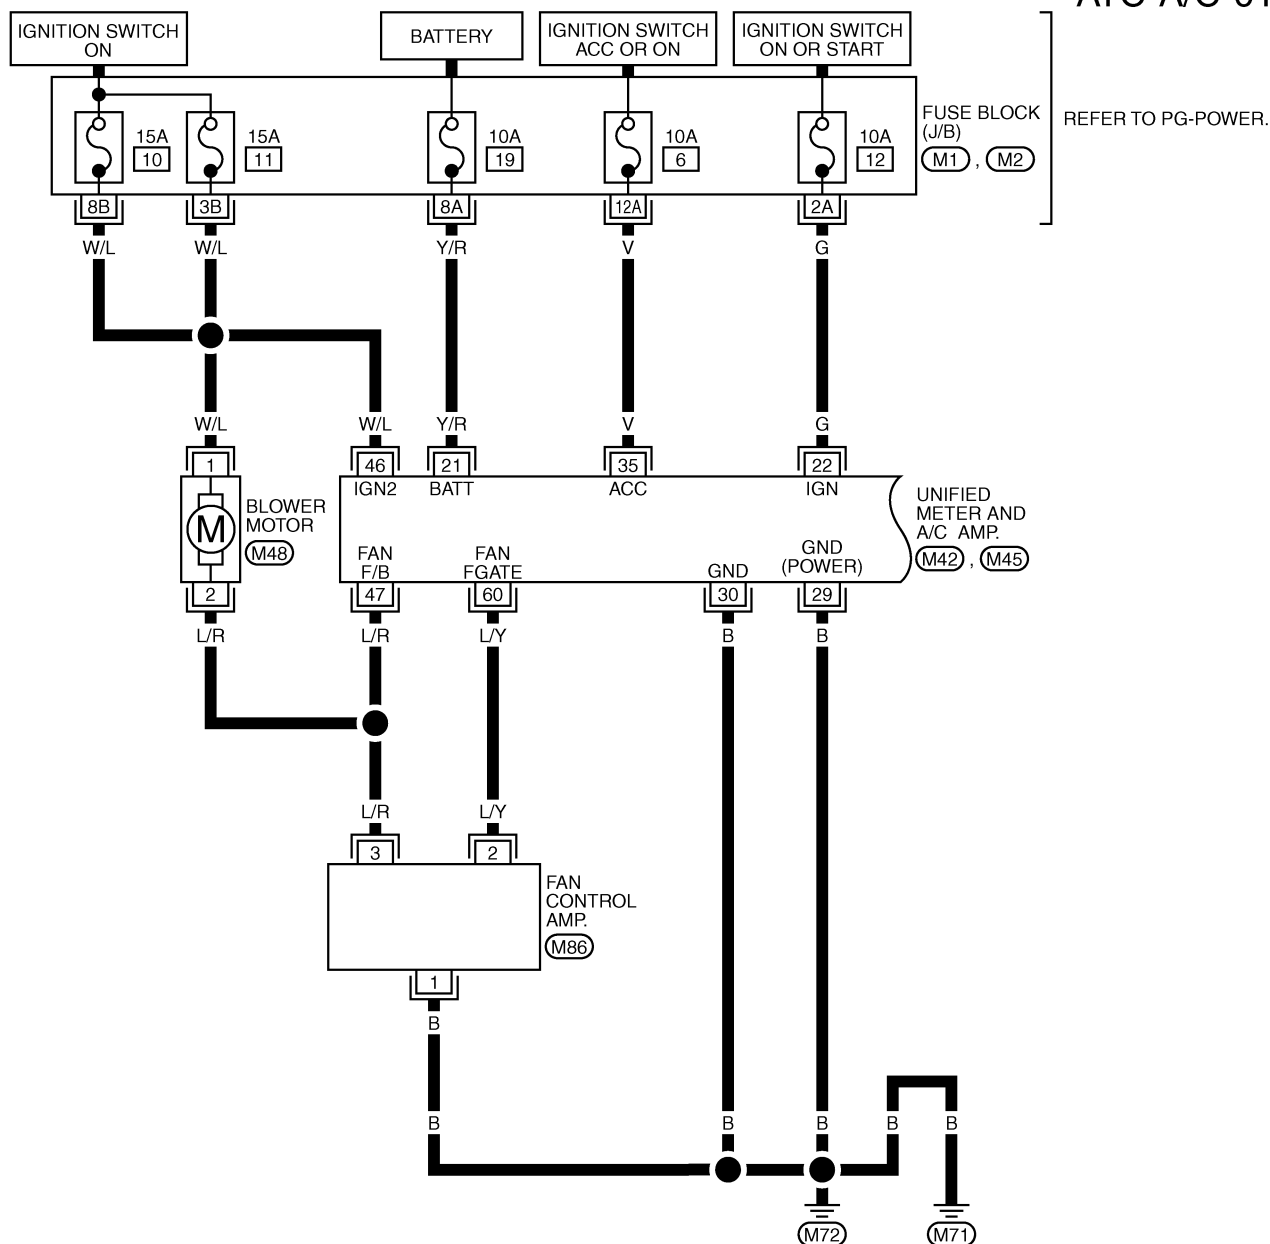 IGNITION SWITCH
ON
BATTERY
IGNITION SWITCH
ACC OR ON
IGNITION SWITCH
ON OR START
15A
10
15A
11
10A
19
10A
6
10A
12
FUSE BLOCK
(J/B)
M1 , M2
REFER TO PG-POWER.
8B 3B 8A 12A 2A
W/L W/L Y/R V G
W/L W/L Y/R V G
1 46 21 35 22
IGN2 BATT ACC IGN
M
BLOWER
MOTOR
M48
UNIFIED
METER AND
A/C AMP.
M42 , M45
FAN
F/B
FAN
FGATE
GND
GND
(POWER)
2 47 60 30 29
L/R L/R L/Y B B
L/R L/Y
3 2
FAN
CONTROL
AMP.
M86
1
B
B B B B B
M72 M71